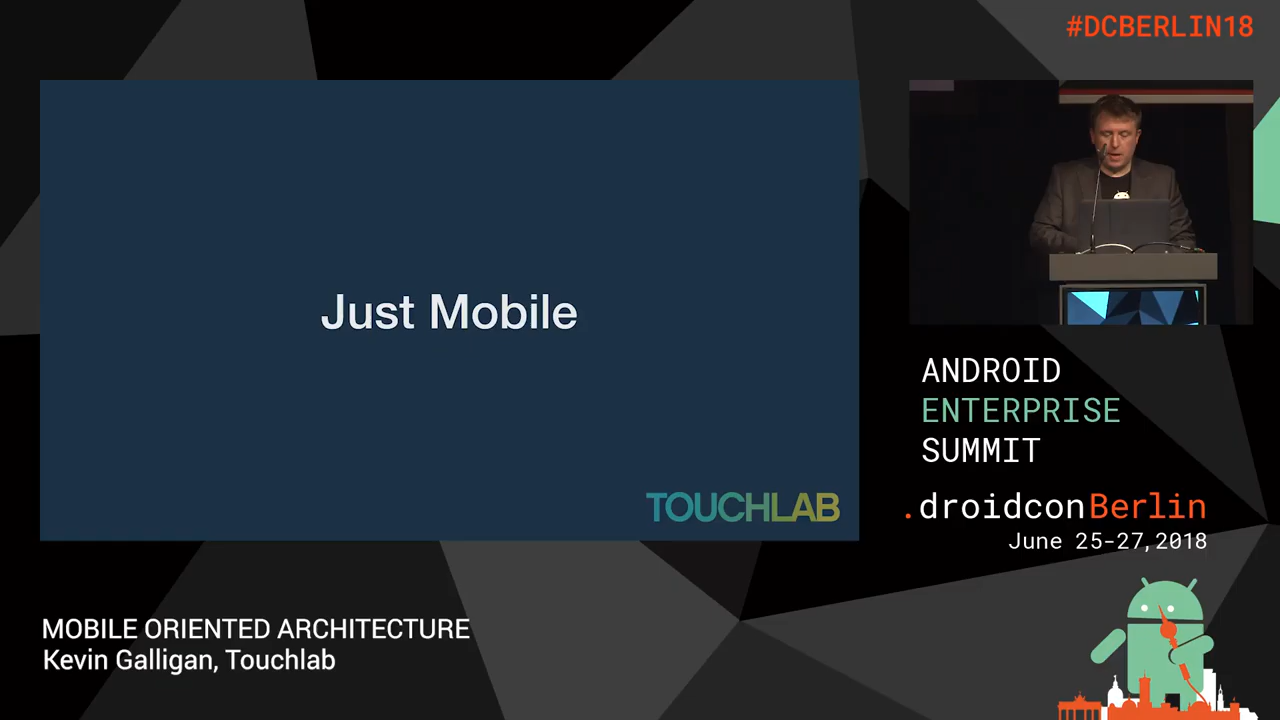 #DCBERLIN18
Just Mobile
TOUCHLAB
ANDROID
ENTERPRISE
SUMMIT
.droidconBerlin
June 25-27,2018
MOBILE ORIENTED ARCHITECTURE
Kevin Galligan, Touchlab